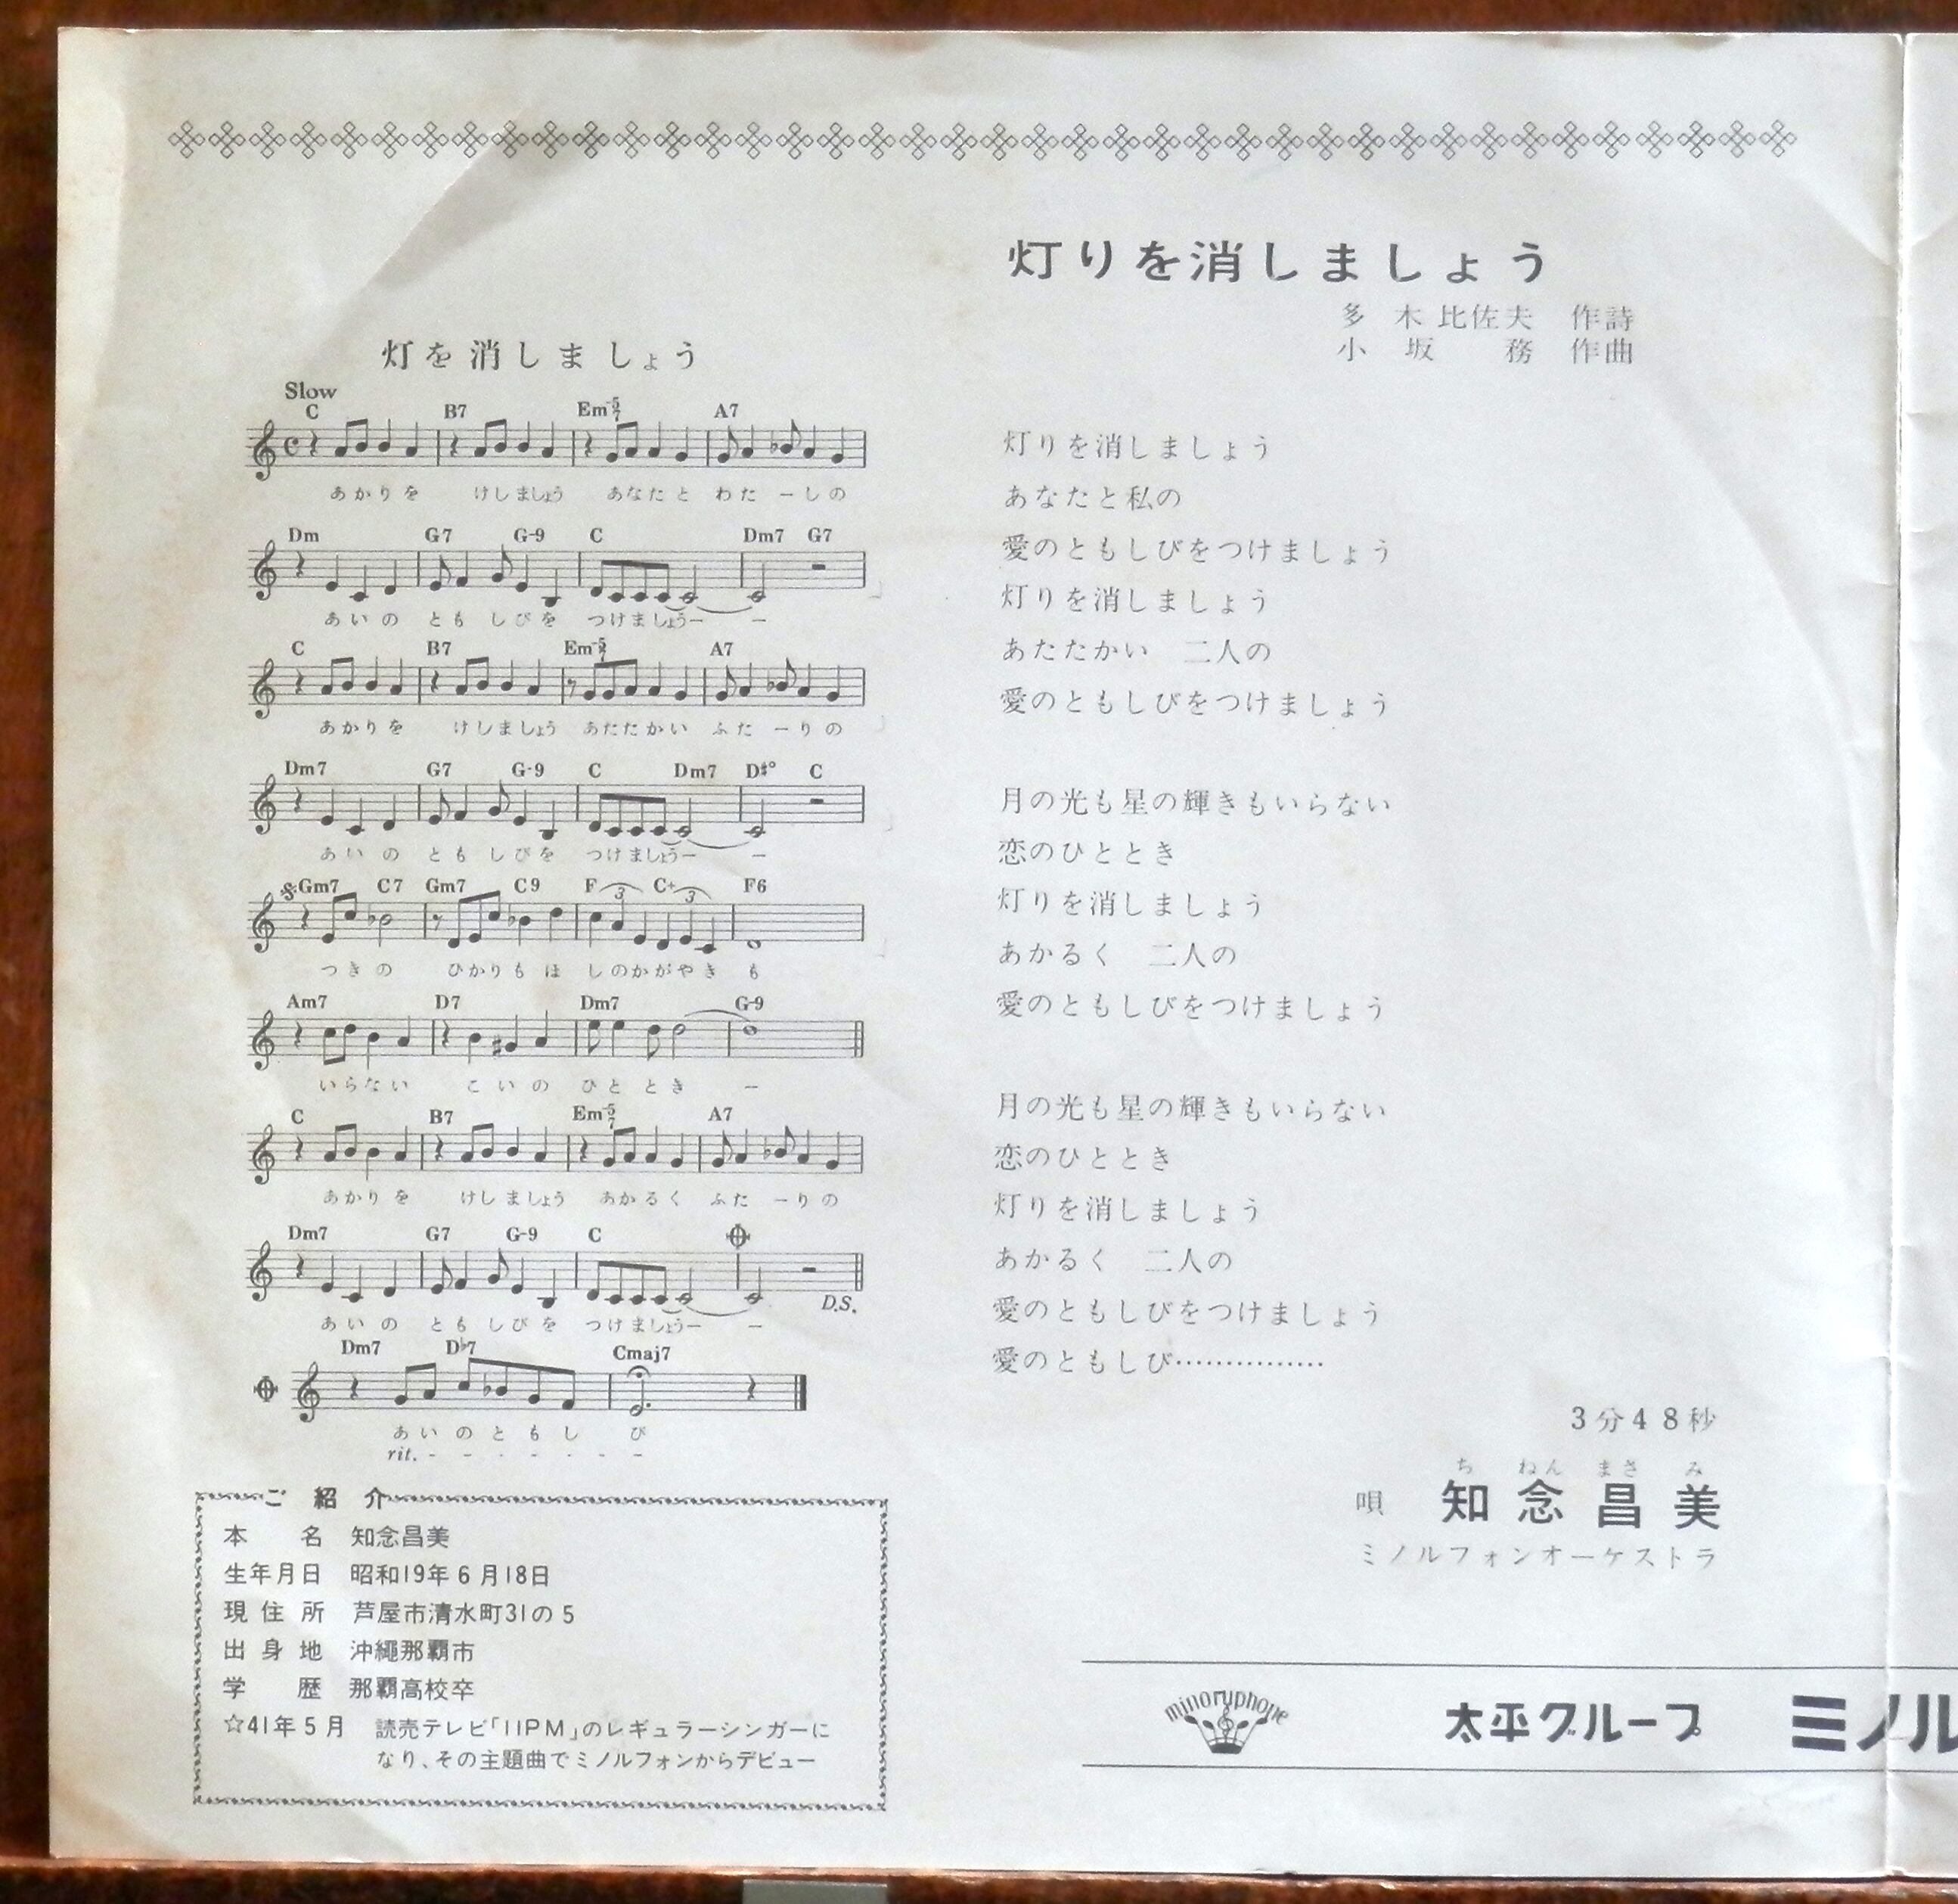 灯りを消しましょう
多木比佐夫 作詩
小坂 務 作曲
灯を消しましょう
Slow
C B7 Em-5/7 A7
あかりを けしましょう あなたと わたーしの
Dm G7 G-9 C Dm7 G7
あいの ともしびを つけましょうー ー
C B7 Em-5/7 A7
あかりを けしましょう あたたかい ふたーりの
Dm7 G7 G-9 C Dm7 D♯° C
あいの ともしびを つけましょうー ー
Gm7 C7 Gm7 C9 F 3 C+ 3 F6
つきの ひかりもほ しのかがやき も
Am7 D7 Dm7 G-9
いらない こいの ひととき ー
C B7 Em-5/7 A7
あかりを けしましょう あかるく ふたーりの
Dm7 G7 G-9 C
D.S.
あいの ともしびを つけましょうー ー
Dm7 D♭7 Cmaj7
あいのともし び
rit. - - - - - - -
灯りを消しましょう
あなたと私の
愛のともしびをつけましょう
灯りを消しましょう
あたたかい 二人の
愛のともしびをつけましょう
月の光も星の輝きもいらない
恋のひととき
灯りを消しましょう
あかるく 二人の
愛のともしびをつけましょう
月の光も星の輝きもいらない
恋のひととき
灯りを消しましょう
あかるく 二人の
愛のともしびをつけましょう
愛のともしび……………
3分48秒
ち ねん まさ み
唄 知念昌美
ミノルフォンオーケストラ
ご紹介
本名 知念昌美
生年月日 昭和19年6月18日
現住所 芦屋市清水町31の5
出身地 沖縄那覇市
学歴 那覇高校卒
☆41年5月 読売テレビ「11PM」のレギュラーシンガーに
なり、その主題曲でミノルフォンからデビュー
minoruphone
太平グループ ミノル